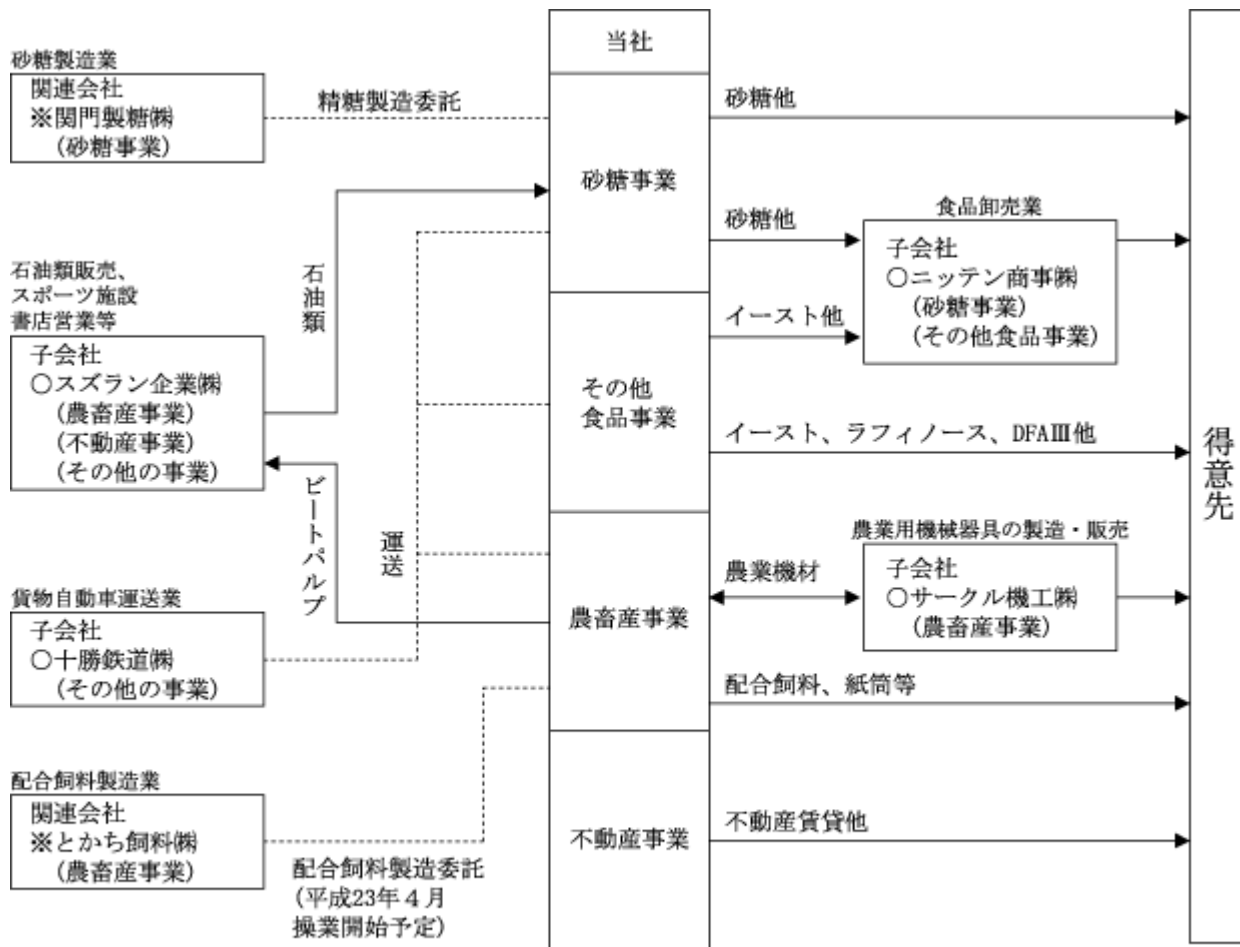 砂糖製造業
関連会社
※関門製糖㈱
(砂糖事業)
精糖製造委託
石油類販売、
スポーツ施設
書店営業等
子会社
○スズラン企業㈱
(農畜産事業)
(不動産事業)
(その他の事業)
石油類
ビートパルプ
運送
貨物自動車運送業
子会社
○十勝鉄道㈱
(その他の事業)
配合飼料製造業
関連会社
※とかち飼料㈱
(農畜産事業)
配合飼料製造委託
(平成23年4月
操業開始予定)
当社
砂糖事業
その他
食品事業
農畜産事業
不動産事業
砂糖他
砂糖他
イースト他
食品卸売業
子会社
○ニッテン商事㈱
(砂糖事業)
(その他食品事業)
イースト、ラフィノース、DFAⅢ他
農業用機械器具の製造・販売
農業機材
子会社
○サークル機工㈱
(農畜産事業)
配合飼料、紙筒等
不動産賃貸他
得意先